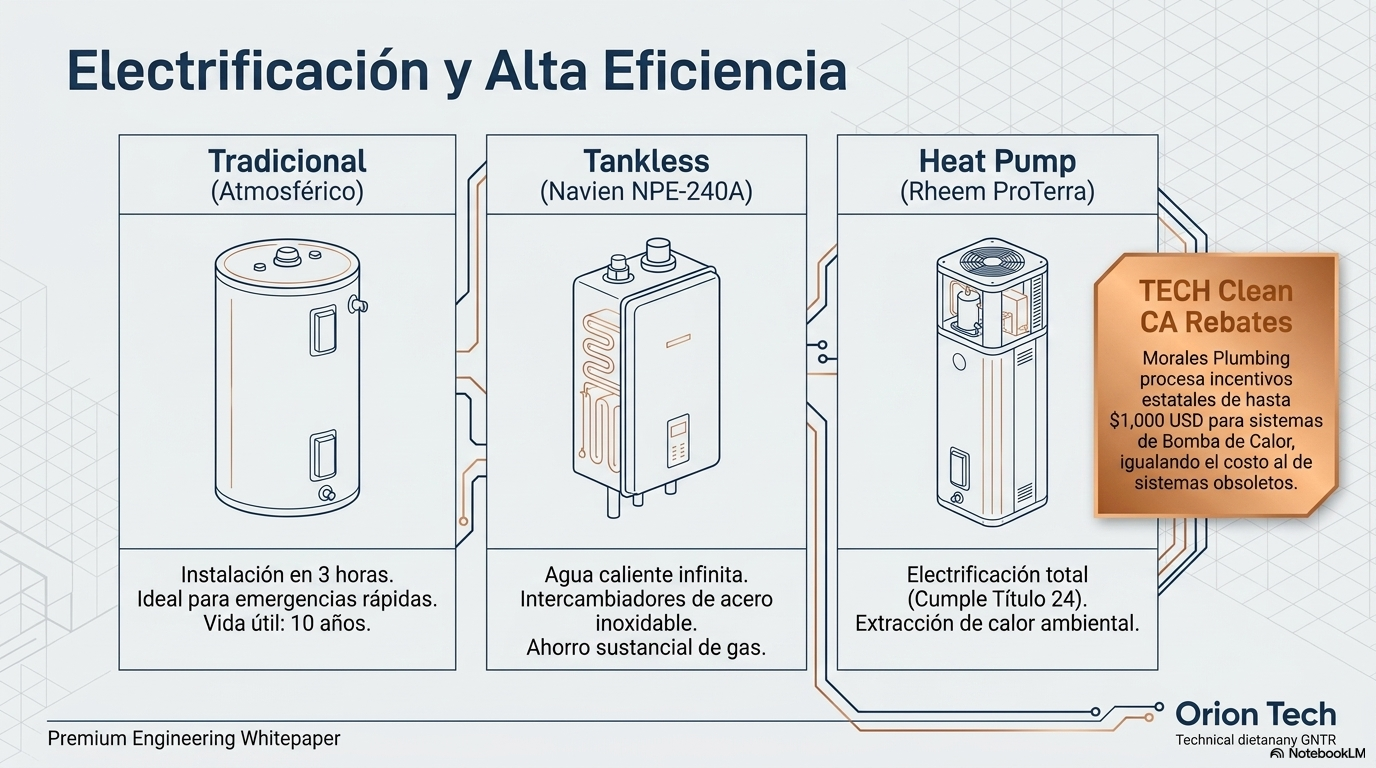 Electrificación y Alta Eficiencia
Tradicional
(Atmosférico)
Instalación en 3 horas.
Ideal para emergencias rápidas.
Vida útil: 10 años.
Tankless
(Navien NPE-240A)
Agua caliente infinita.
Intercambiadores de acero
inoxidable.
Ahorro sustancial de gas.
Heat Pump
(Rheem ProTerra)
Electrificación total
(Cumple Título 24).
Extracción de calor ambiental.
TECH Clean
CA Rebates
Morales Plumbing
procesa incentivos
estatales de hasta
$1,000 USD para sistemas
de Bomba de Calor,
igualando el costo al de
sistemas obsoletos.
Premium Engineering Whitepaper
Orion Tech
Technical dietanany GNTR
NotebookLM